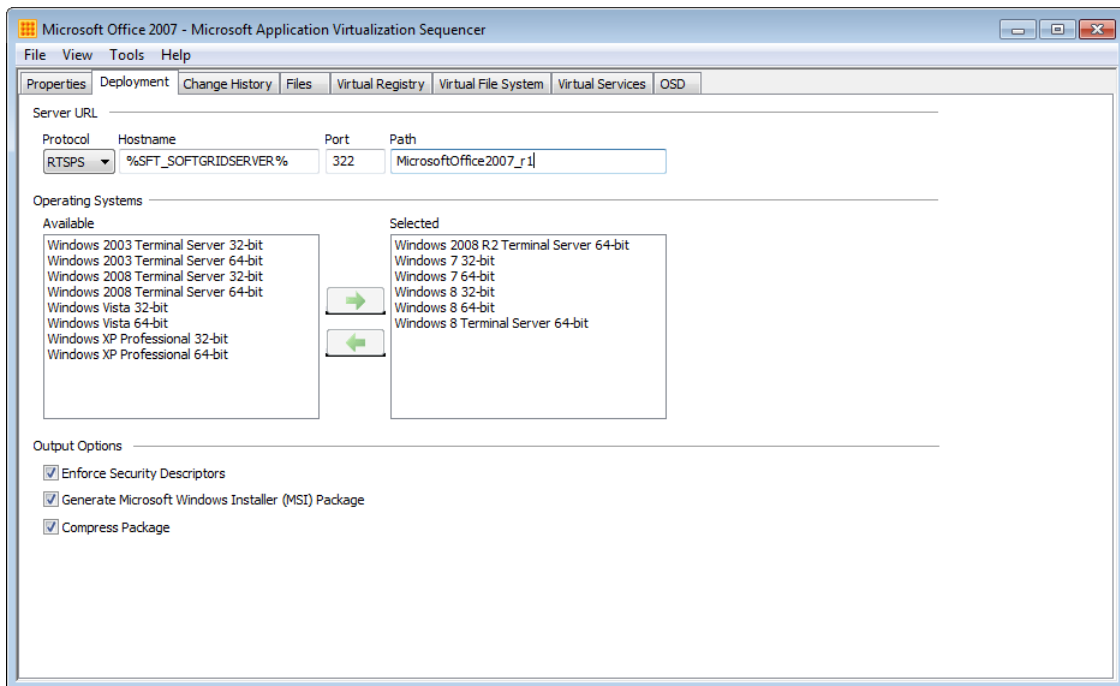 Microsoft Office 2007 - Microsoft Application Virtualization Sequencer
File View Tools Help
Properties Deployment Change History Files Virtual Registry Virtual File System Virtual Services OSD
Server URL
Protocol Hostname Port Path
RTSPS %SFT_SOFTGRIDSERVER% 322 MicrosoftOffice2007_r1
Operating Systems
Available
Windows 2003 Terminal Server 32-bit
Windows 2003 Terminal Server 64-bit
Windows 2008 Terminal Server 32-bit
Windows 2008 Terminal Server 64-bit
Windows Vista 32-bit
Windows Vista 64-bit
Windows XP Professional 32-bit
Windows XP Professional 64-bit
Selected
Windows 2008 R2 Terminal Server 64-bit
Windows 7 32-bit
Windows 7 64-bit
Windows 8 32-bit
Windows 8 64-bit
Windows 8 Terminal Server 64-bit
Output Options
Enforce Security Descriptors
Generate Microsoft Windows Installer (MSI) Package
Compress Package